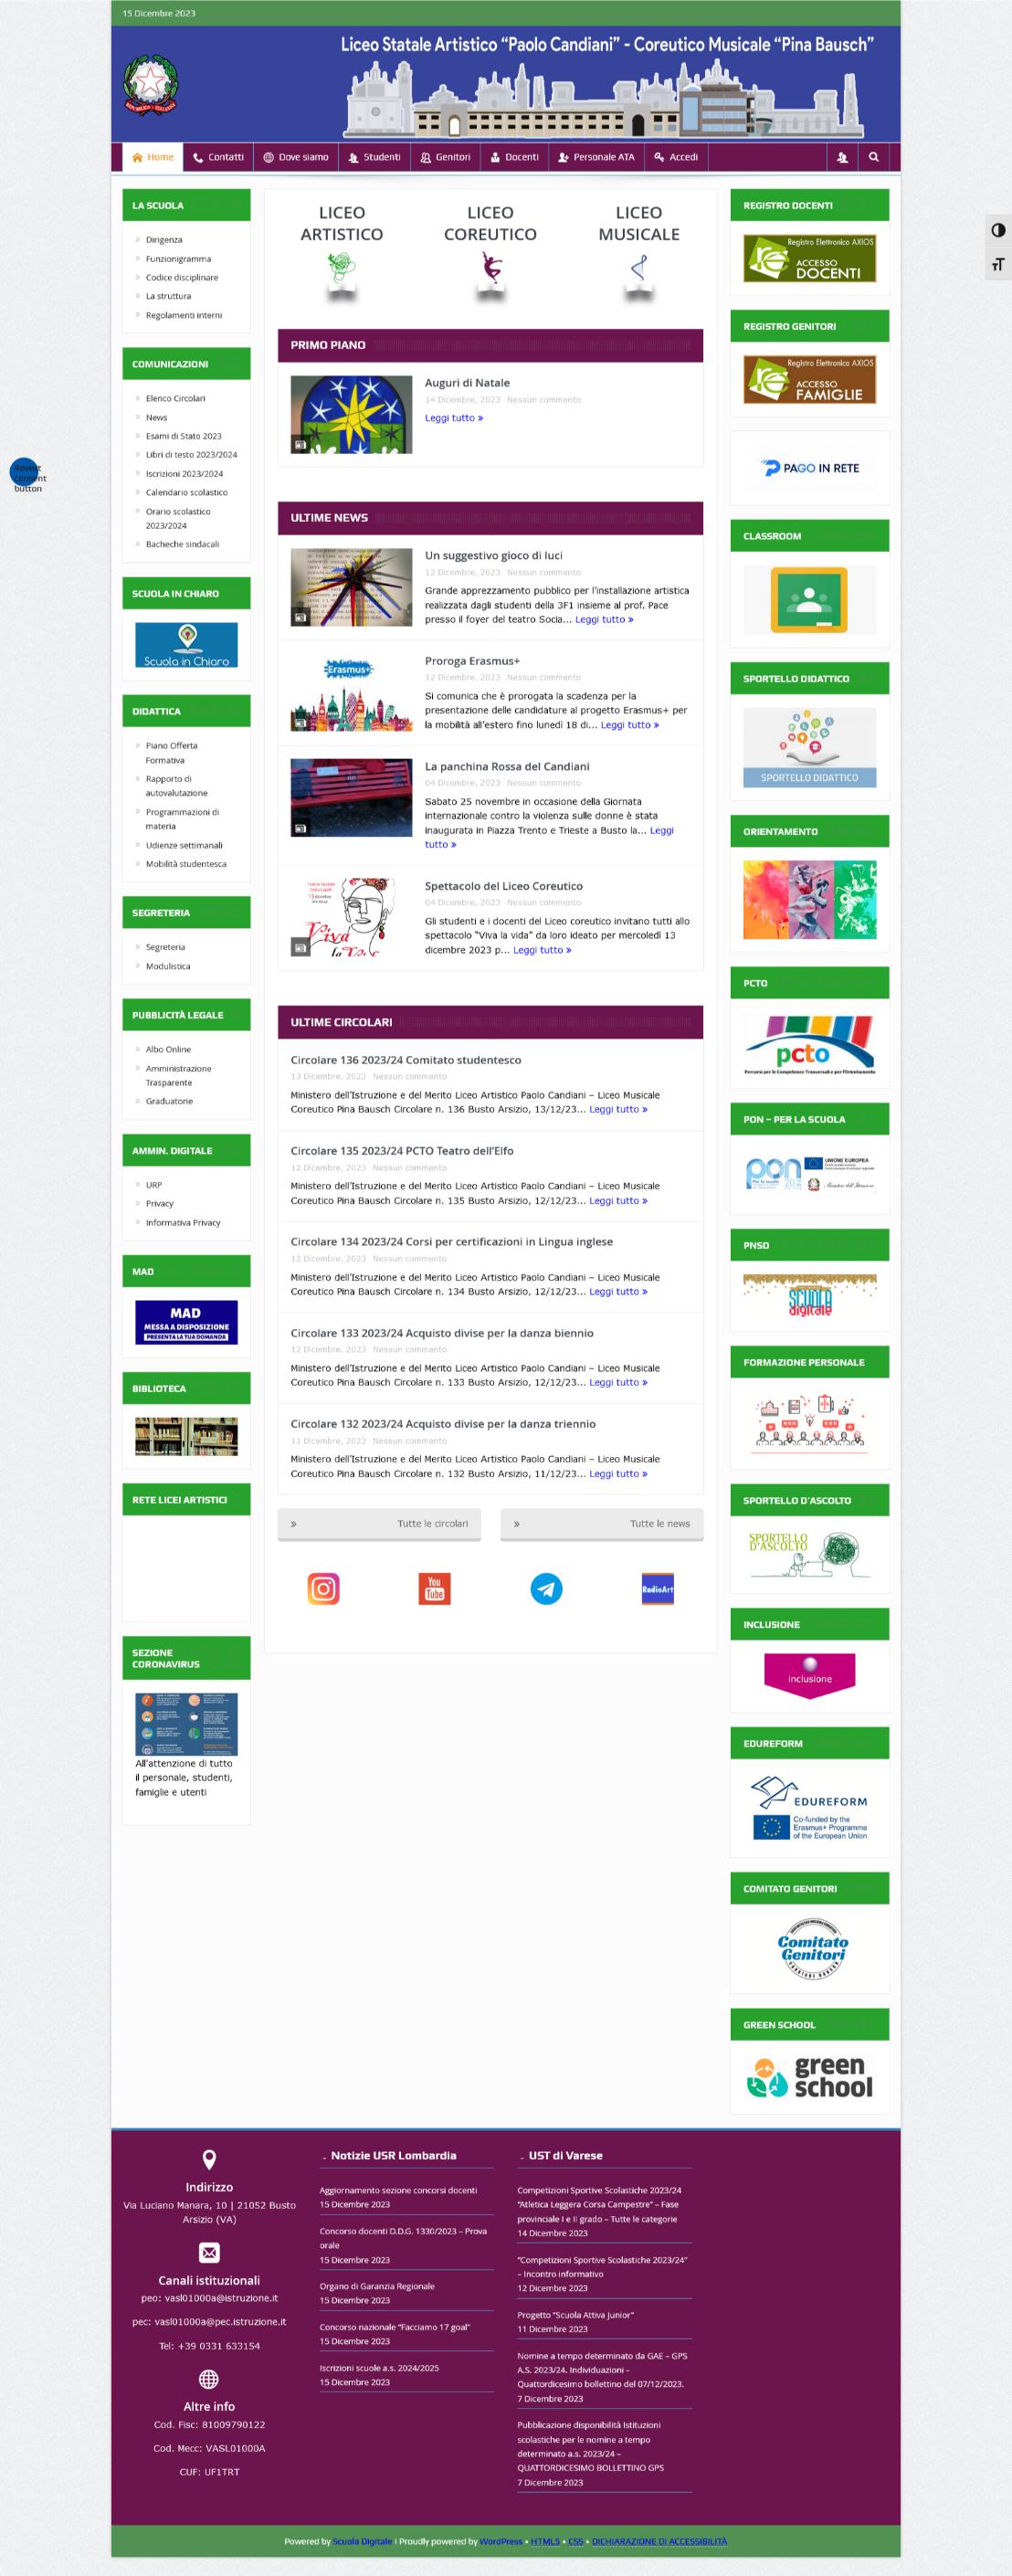 15 Dicembre 2023
Liceo Statale Artistico “Paolo Candiani” - Coreutico Musicale “Pina Bausch”
Home
Contatti
Dove siamo
Studenti
Genitori
Docenti
Personale ATA
Accedi
Revisit
consent
button
LA SCUOLA
Dirigenza
Funzionigramma
Codice disciplinare
La struttura
Regolamenti interni
COMUNICAZIONI
Elenco Circolari
News
Esami di Stato 2023
Libri di testo 2023/2024
Iscrizioni 2023/2024
Calendario scolastico
Orario scolastico
2023/2024
Bacheche sindacali
SCUOLA IN CHIARO
Scuola in Chiaro
DIDATTICA
Piano Offerta
Formativa
Rapporto di
autovalutazione
Programmazioni di
materia
Udienze settimanali
Mobilità studentesca
SEGRETERIA
Segreteria
Modulistica
PUBBLICITÀ LEGALE
Albo Online
Amministrazione
Trasparente
Graduatorie
AMMIN. DIGITALE
URP
Privacy
Informativa Privacy
MAD
MAD
MESSA A DISPOSIZIONE
PRESENTA LA TUA DOMANDA
BIBLIOTECA
RETE LICEI ARTISTICI
SEZIONE
CORONAVIRUS
All'attenzione di tutto
il personale, studenti,
famiglie e utenti
LICEO
ARTISTICO
LICEO
COREUTICO
LICEO
MUSICALE
PRIMO PIANO
Auguri di Natale
14 Dicembre, 2023 Nessun commento
Leggi tutto »
ULTIME NEWS
Un suggestivo gioco di luci
12 Dicembre, 2023 Nessun commento
Grande apprezzamento pubblico per l'installazione artistica
realizzata dagli studenti della 3F1 insieme al prof. Pace
presso il foyer del teatro Socia... Leggi tutto »
Erasmus+
Proroga Erasmus+
12 Dicembre, 2023 Nessun commento
Si comunica che è prorogata la scadenza per la
presentazione delle candidature al progetto Erasmus+ per
la mobilità all'estero fino lunedì 18 di... Leggi tutto »
La panchina Rossa del Candiani
04 Dicembre, 2023 Nessun commento
Sabato 25 novembre in occasione della Giornata
internazionale contro la violenza sulle donne è stata
inaugurata in Piazza Trento e Trieste a Busto la... Leggi
tutto »
Viva
la
Spettacolo del Liceo Coreutico
04 Dicembre, 2023 Nessun commento
Gli studenti e i docenti del Liceo coreutico invitano tutti allo
spettacolo “Viva la vida” da loro ideato per mercoledì 13
dicembre 2023 p... Leggi tutto »
ULTIME CIRCOLARI
Circolare 136 2023/24 Comitato studentesco
13 Dicembre, 2023 Nessun commento
Ministero dell'Istruzione e del Merito Liceo Artistico Paolo Candiani – Liceo Musicale
Coreutico Pina Bausch Circolare n. 136 Busto Arsizio, 13/12/23... Leggi tutto »
Circolare 135 2023/24 PCTO Teatro dell'Elfo
12 Dicembre, 2023 Nessun commento
Ministero dell'Istruzione e del Merito Liceo Artistico Paolo Candiani – Liceo Musicale
Coreutico Pina Bausch Circolare n. 135 Busto Arsizio, 12/12/23... Leggi tutto »
Circolare 134 2023/24 Corsi per certificazioni in Lingua inglese
12 Dicembre, 2023 Nessun commento
Ministero dell'Istruzione e del Merito Liceo Artistico Paolo Candiani – Liceo Musicale
Coreutico Pina Bausch Circolare n. 134 Busto Arsizio, 12/12/23... Leggi tutto »
Circolare 133 2023/24 Acquisto divise per la danza biennio
12 Dicembre, 2023 Nessun commento
Ministero dell'Istruzione e del Merito Liceo Artistico Paolo Candiani – Liceo Musicale
Coreutico Pina Bausch Circolare n. 133 Busto Arsizio, 12/12/23... Leggi tutto »
Circolare 132 2023/24 Acquisto divise per la danza triennio
11 Dicembre, 2023 Nessun commento
Ministero dell'Istruzione e del Merito Liceo Artistico Paolo Candiani – Liceo Musicale
Coreutico Pina Bausch Circolare n. 132 Busto Arsizio, 11/12/23... Leggi tutto »
» Tutte le circolari
» Tutte le news
You
Tube
RadioArt
REGISTRO DOCENTI
Registro Elettronico AXIOS
re
ACCESSO
DOCENTI
REGISTRO GENITORI
Registro Elettronico AXIOS
re
ACCESSO
FAMIGLIE
PAGO IN RETE
CLASSROOM
SPORTELLO DIDATTICO
SPORTELLO DIDATTICO
ORIENTAMENTO
PCTO
pcto
Percorsi per le Competenze Trasversali e per l'Orientamento
PON – PER LA SCUOLA
pon
UNIONE EUROPEA
PNSD
SCUOLA
digitale
FORMAZIONE PERSONALE
SPORTELLO D'ASCOLTO
SPORTELLO
D'ASCOLTO
INCLUSIONE
inclusione
EDUREFORM
EDUREFORM
Co-funded by the
Erasmus+ Programme
of the European Union
COMITATO GENITORI
Comitato
Genitori
GREEN SCHOOL
green
school
Indirizzo
Via Luciano Manara, 10 | 21052 Busto
Arsizio (VA)
Canali istituzionali
peo: vasl01000a@istruzione.it
pec: vasl01000a@pec.istruzione.it
Tel: +39 0331 633154
Altre info
Cod. Fisc: 81009790122
Cod. Mecc: VASL01000A
CUF: UF1TRT
Notizie USR Lombardia
Aggiornamento sezione concorsi docenti
15 Dicembre 2023
Concorso docenti D.D.G. 1330/2023 – Prova
orale
15 Dicembre 2023
Organo di Garanzia Regionale
15 Dicembre 2023
Concorso nazionale “Facciamo 17 goal”
15 Dicembre 2023
Iscrizioni scuole a.s. 2024/2025
15 Dicembre 2023
UST di Varese
Competizioni Sportive Scolastiche 2023/24
“Atletica Leggera Corsa Campestre” – Fase
provinciale I e II grado – Tutte le categorie
14 Dicembre 2023
“Competizioni Sportive Scolastiche 2023/24”
– Incontro informativo
12 Dicembre 2023
Progetto “Scuola Attiva Junior”
11 Dicembre 2023
Nomine a tempo determinato da GAE – GPS
A.S. 2023/24. Individuazioni –
Quattordicesimo bollettino del 07/12/2023.
7 Dicembre 2023
Pubblicazione disponibilità Istituzioni
scolastiche per le nomine a tempo
determinato a.s. 2023/24 –
QUATTORDICESIMO BOLLETTINO GPS
7 Dicembre 2023
Powered by Scuola Digitale | Proudly powered by WordPress • HTML5 • CSS • DICHIARAZIONE DI ACCESSIBILITÀ